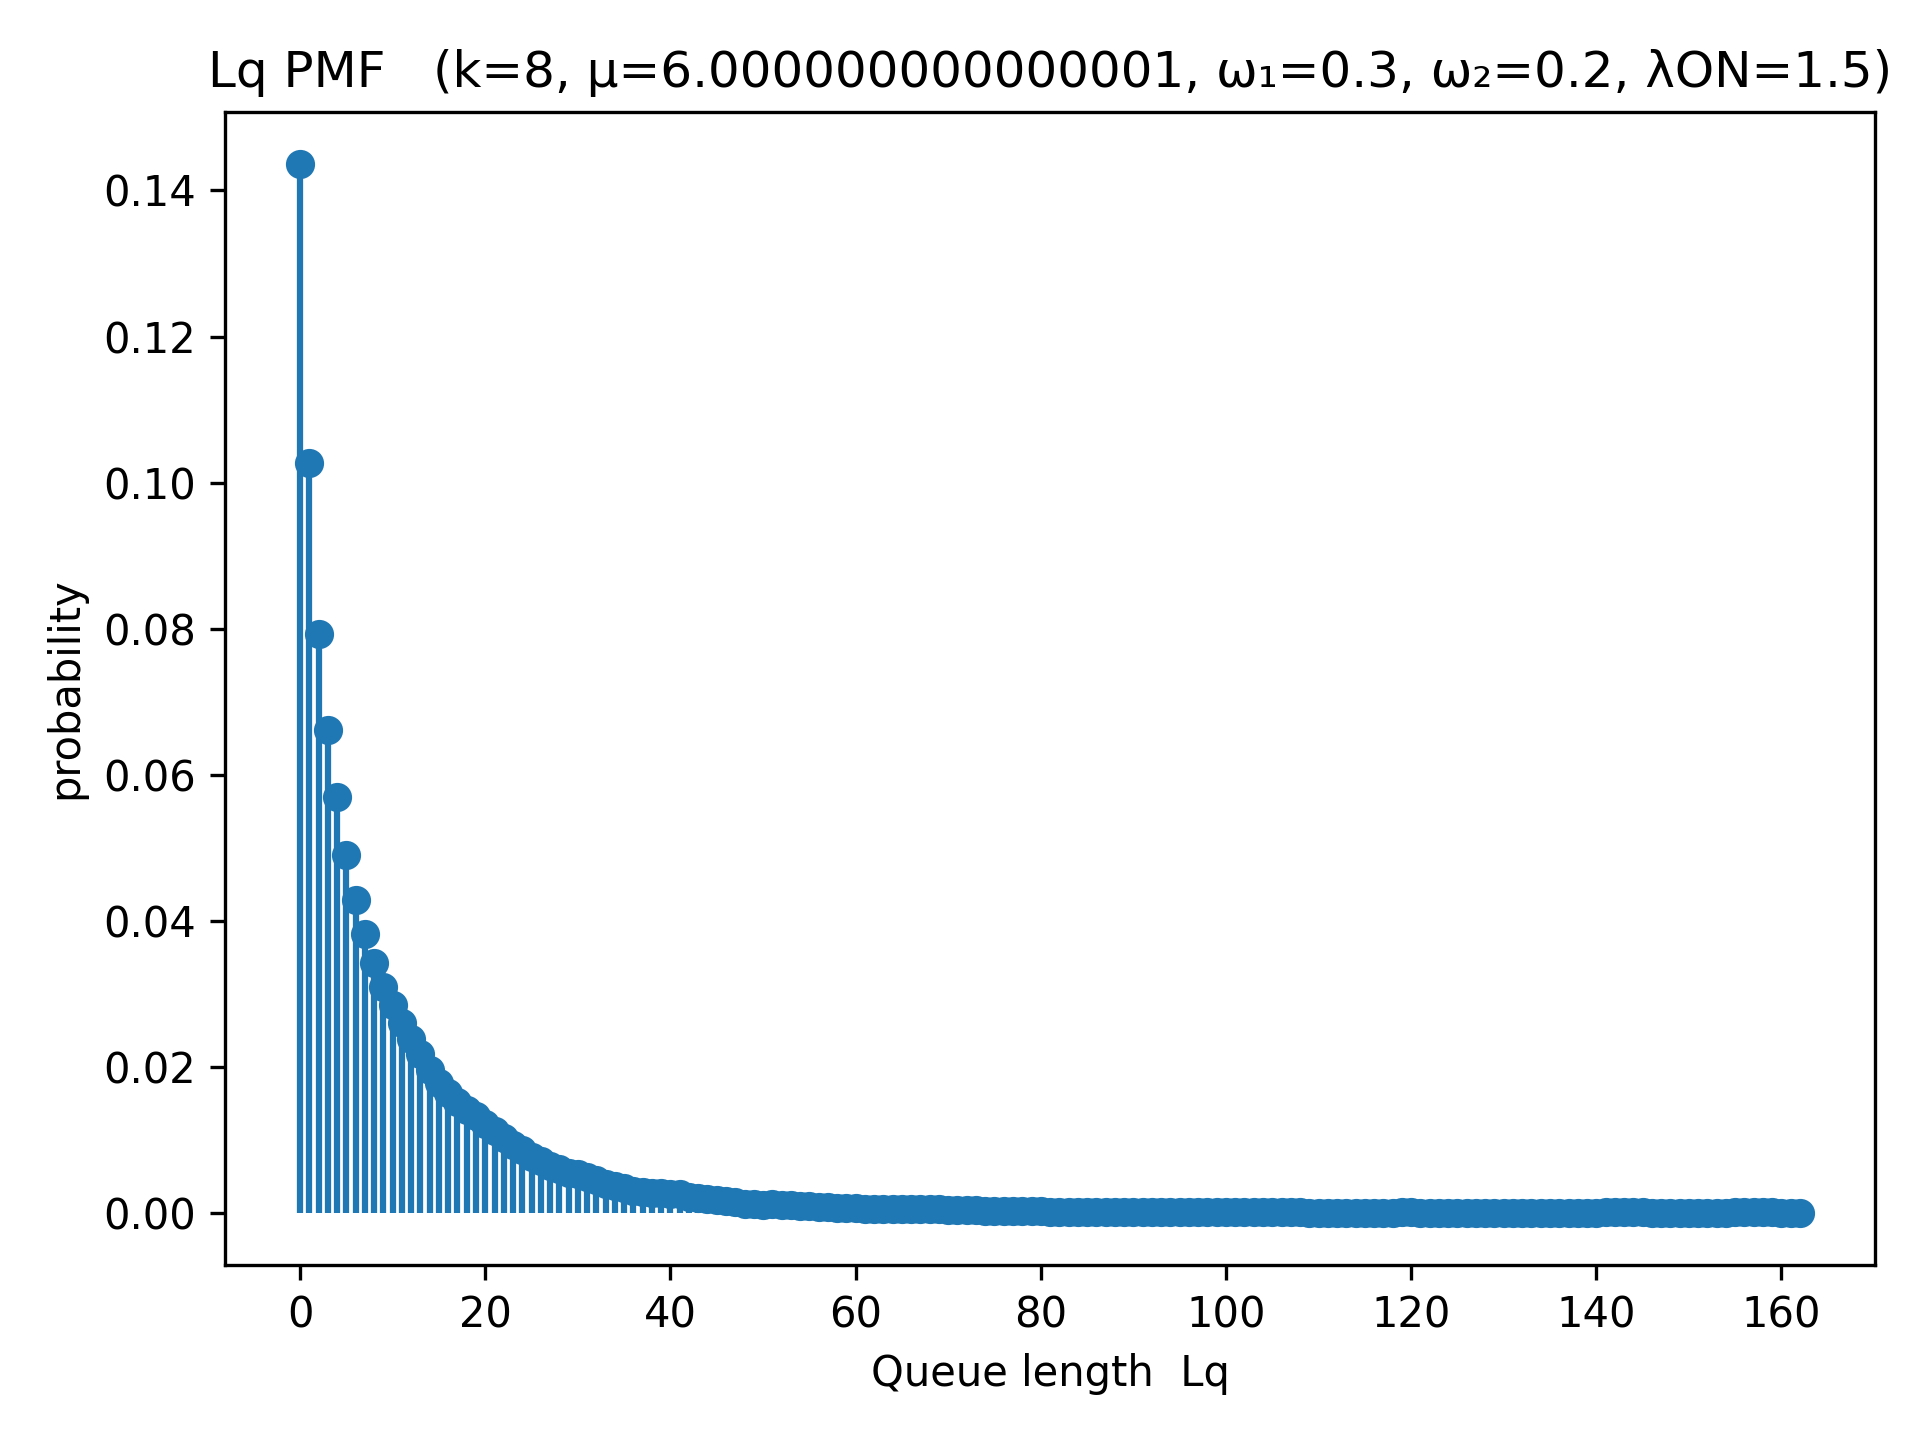 Lq PMF (k=8, μ=6.000000000000001, ω₁=0.3, ω₂=0.2, λON=1.5)
probability
0.14
0.12
0.10
0.08
0.06
0.04
0.02
0.00
0 20 40 60 80 100 120 140 160
Queue length Lq